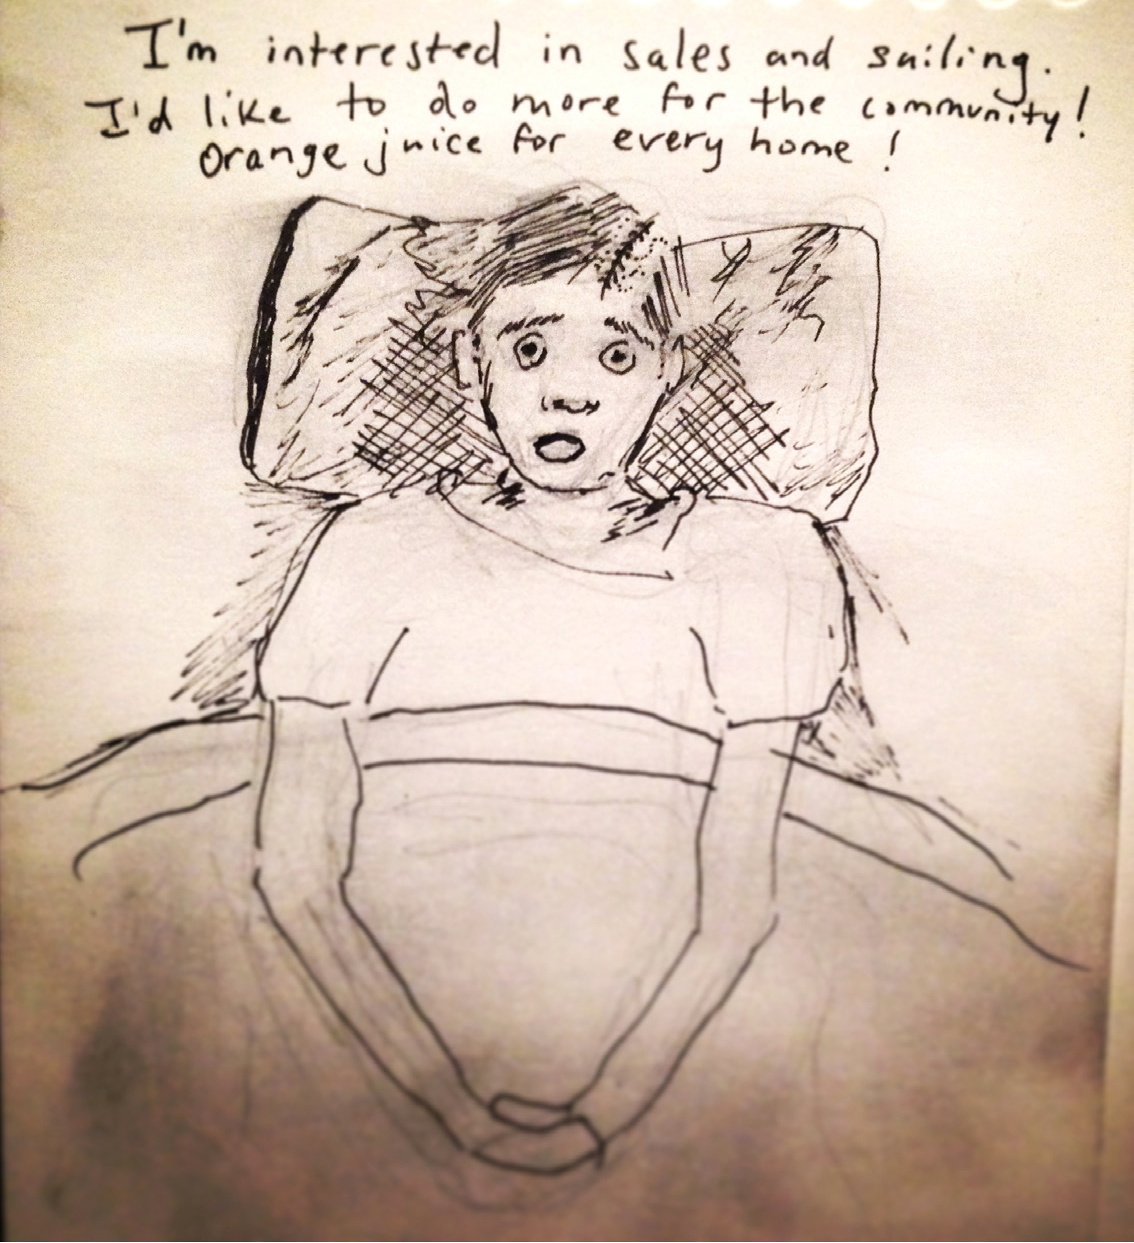 I'm interested in sales and sailing.
I'd like to do more for the community!
Orange juice for every home!